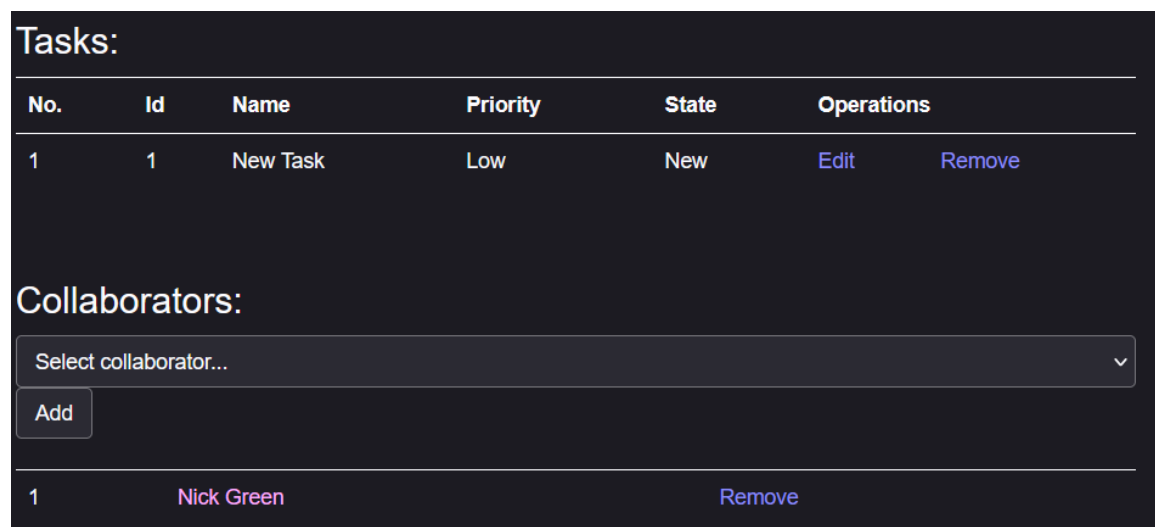 Tasks:
No. Id Name Priority State Operations
1 1 New Task Low New Edit Remove
Collaborators:
Select collaborator...
Add
1 Nick Green Remove